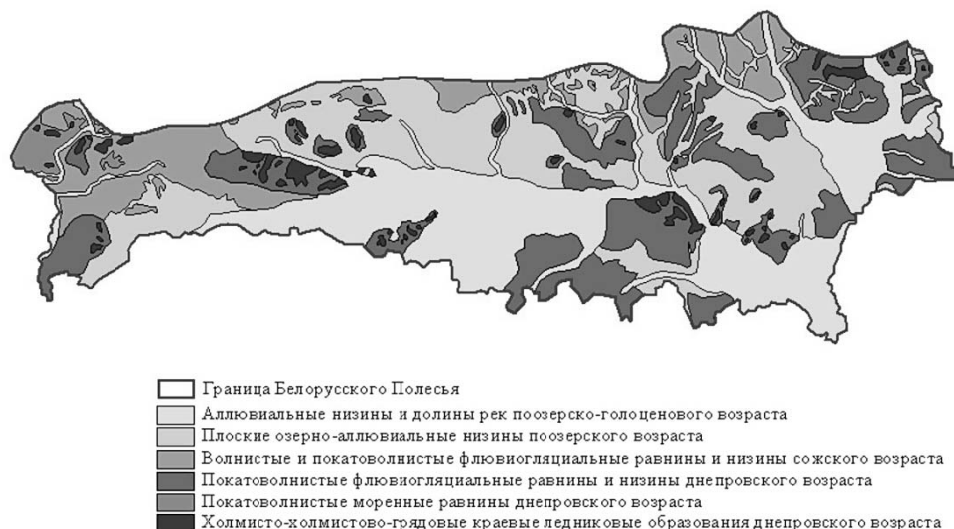 Граница Белорусского Полесья
Аллювиальные низины и долины рек поозерско-голоценового возраста
Плоские озерно-аллювиальные низины поозерского возраста
Волнистые и покатоволнистые флювиогляциальные равнины и низины сожского возраста
Покатоволнистые флювиогляциальные равнины и низины днепровского возраста
Покатоволнистые моренные равнины днепровского возраста
Холмисто-холмистово-грядовые краевые ледниковые образования днепровского возраста